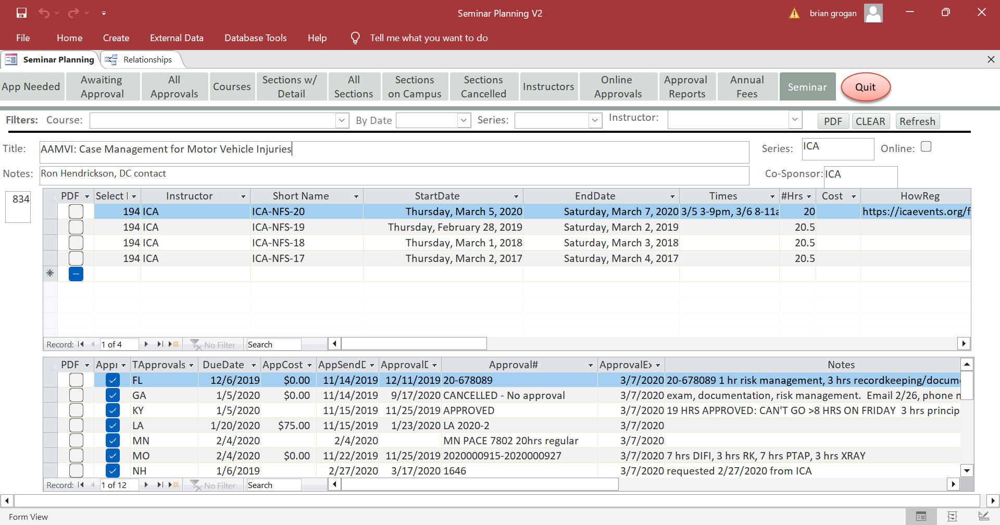 Seminar Planning V2
brian grogan
File Home Create External Data Database Tools Help Tell me what you want to do
Seminar Planning Relationships
App Needed Awaiting Approval All Approvals Courses Sections w/ Detail All Sections Sections on Campus Sections Cancelled Instructors Online Approvals Approval Reports Annual Fees Seminar Quit
Filters: Course: By Date Series: Instructor: PDF CLEAR Refresh
Title: AAMVI: Case Management for Motor Vehicle Injuries Series: ICA Online:
Notes: Ron Hendrickson, DC contact Co-Sponsor: ICA
834
PDF Select Instructor Short Name StartDate EndDate Times #Hrs Cost HowReg
194 ICA ICA-NFS-20 Thursday, March 5, 2020 Saturday, March 7, 2020 3/5 3-9pm, 3/6 8-11a 20 https://icaevents.org/f
194 ICA ICA-NFS-19 Thursday, February 28, 2019 Saturday, March 2, 2019 20.5
194 ICA ICA-NFS-18 Thursday, March 1, 2018 Saturday, March 3, 2018 20.5
194 ICA ICA-NFS-17 Thursday, March 2, 2017 Saturday, March 4, 2017 20.5
Record: 1 of 4 No Filter Search
PDF Appr TApprovals DueDate AppCost AppSendD ApprovalD Approval# ApprovalEx Notes
FL 12/6/2019 $0.00 11/14/2019 12/11/2019 20-678089 3/7/2020 20-678089 1 hr risk management, 3 hrs recordkeeping/docum
GA 1/5/2020 $0.00 11/14/2019 9/17/2020 CANCELLED - No approval 3/7/2020 exam, documentation, risk management. Email 2/26, phone
KY 1/5/2020 11/15/2019 11/25/2019 APPROVED 3/7/2020 19 HRS APPROVED: CAN'T GO >8 HRS ON FRIDAY 3 hrs princip
LA 1/20/2020 $75.00 11/15/2019 1/23/2020 LA 2020-2 3/7/2020
MN 2/4/2020 2/4/2020 MN PACE 7802 20hrs regular 3/7/2020
MO 2/4/2020 $0.00 11/22/2019 11/25/2019 2020000915-2020000927 3/7/2020 7 hrs DIFI, 3 hrs RK, 7 hrs PTAP, 3 hrs XRAY
NH 1/6/2019 2/27/2020 3/17/2020 1646 3/7/2020 requested 2/27/2020 from ICA
Record: 1 of 12 No Filter Search
Form View